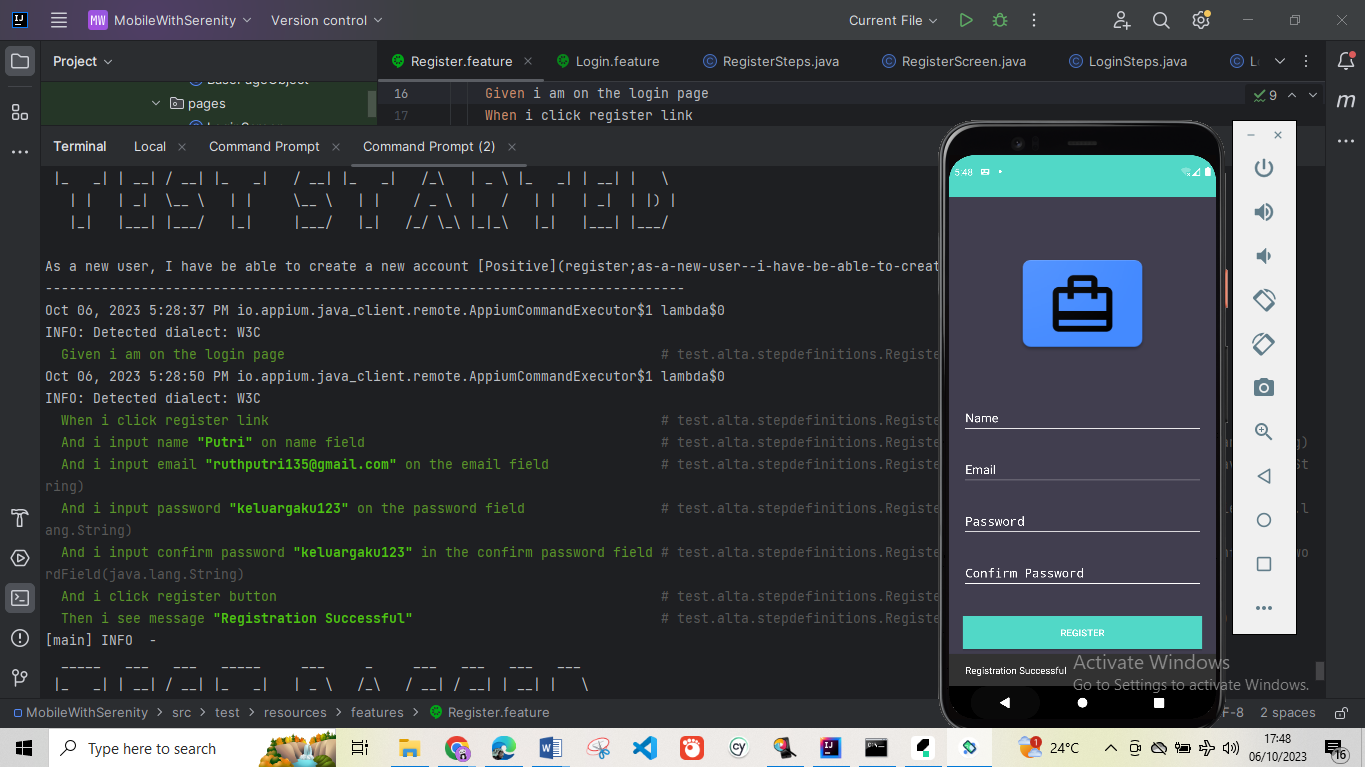 MW MobileWithSerenity Version control Current File
Project Register.feature Login.feature RegisterSteps.java RegisterScreen.java LoginSteps.java
pages
16 Given i am on the login page 9
17 When i click register link
Terminal Local Command Prompt Command Prompt (2)
TEST STARTED
As a new user, I have be able to create a new account [Positive](register;as-a-new-user--i-have-be-able-to-creat
--------------------------------------------------------------------------------
Oct 06, 2023 5:28:37 PM io.appium.java_client.remote.AppiumCommandExecutor$1 lambda$0
INFO: Detected dialect: W3C
Given i am on the login page # test.alta.stepdefinitions.Registe
Oct 06, 2023 5:28:50 PM io.appium.java_client.remote.AppiumCommandExecutor$1 lambda$0
INFO: Detected dialect: W3C
When i click register link # test.alta.stepdefinitions.Registe
And i input name "Putri" on name field # test.alta.stepdefinitions.Registe
And i input email "ruthputri135@gmail.com" on the email field # test.alta.stepdefinitions.Registe
ring)
And i input password "keluargaku123" on the password field # test.alta.stepdefinitions.Registe
ang.String)
And i input confirm password "keluargaku123" in the confirm password field # test.alta.stepdefinitions.Registe
rdField(java.lang.String)
And i click register button # test.alta.stepdefinitions.Registe
Then i see message "Registration Successful" # test.alta.stepdefinitions.Registe
[main] INFO -
5:48
Name
Email
Password
Confirm Password
REGISTER
Registration Successful
Activate Windows
Go to Settings to activate Windows.
MobileWithSerenity > src > test > resources > features > Register.feature F-8 2 spaces
Type here to search 1 24°C 17:48
06/10/2023 16